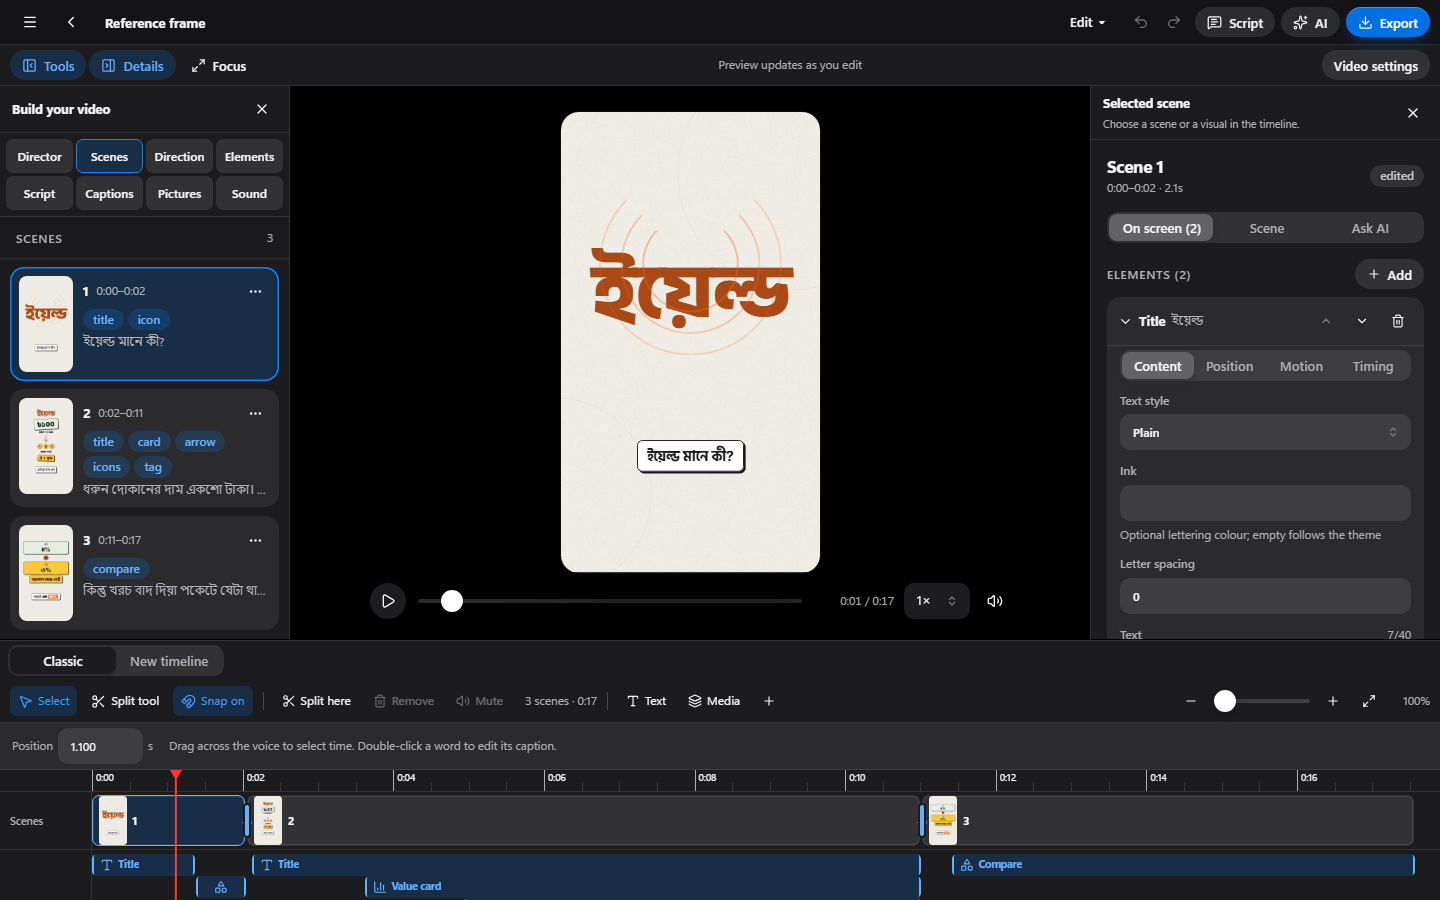 Reference frame
Edit
Script
AI
Export
Tools
Details
Focus
Preview updates as you edit
Video settings
Build your video
Director
Scenes
Direction
Elements
Script
Captions
Pictures
Sound
SCENES
3
1 0:00–0:02
title icon
ইয়েল্ড মানে কী?
2 0:02–0:11
title card arrow
icons tag
ধরুন দোকানের দাম একশো টাকা। ...
3 0:11–0:17
compare
কিন্তু খরচ বাদ দিয়া পকেটে যেটা থা...
ইয়েল্ড
ইয়েল্ড মানে কী?
0:01 / 0:17
1×
Selected scene
Choose a scene or a visual in the timeline.
Scene 1
0:00–0:02 · 2.1s
edited
On screen (2)
Scene
Ask AI
ELEMENTS (2)
Add
Title ইয়েল্ড
Content
Position
Motion
Timing
Text style
Plain
Ink
Optional lettering colour; empty follows the theme
Letter spacing
0
Text
7/40
Classic
New timeline
Select
Split tool
Snap on
Split here
Remove
Mute
3 scenes · 0:17
Text
Media
100%
Position 1.100 s
Drag across the voice to select time. Double-click a word to edit its caption.
0:00 0:02 0:04 0:06 0:08 0:10 0:12 0:14 0:16
Scenes
1
2
3
Title
Title
Compare
Value card